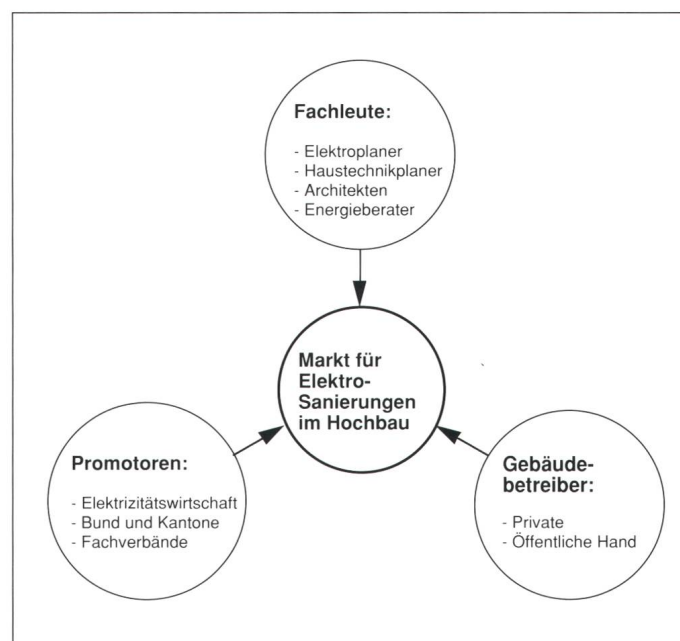 Fachleute:
- Elektroplaner
- Haustechnikplaner
- Architekten
- Energieberater
Markt für
Elektro-
Sanierungen
im Hochbau
Promotoren:
- Elektrizitätswirtschaft
- Bund und Kantone
- Fachverbände
Gebäude-
betreiber:
- Private
- Öffentliche Hand